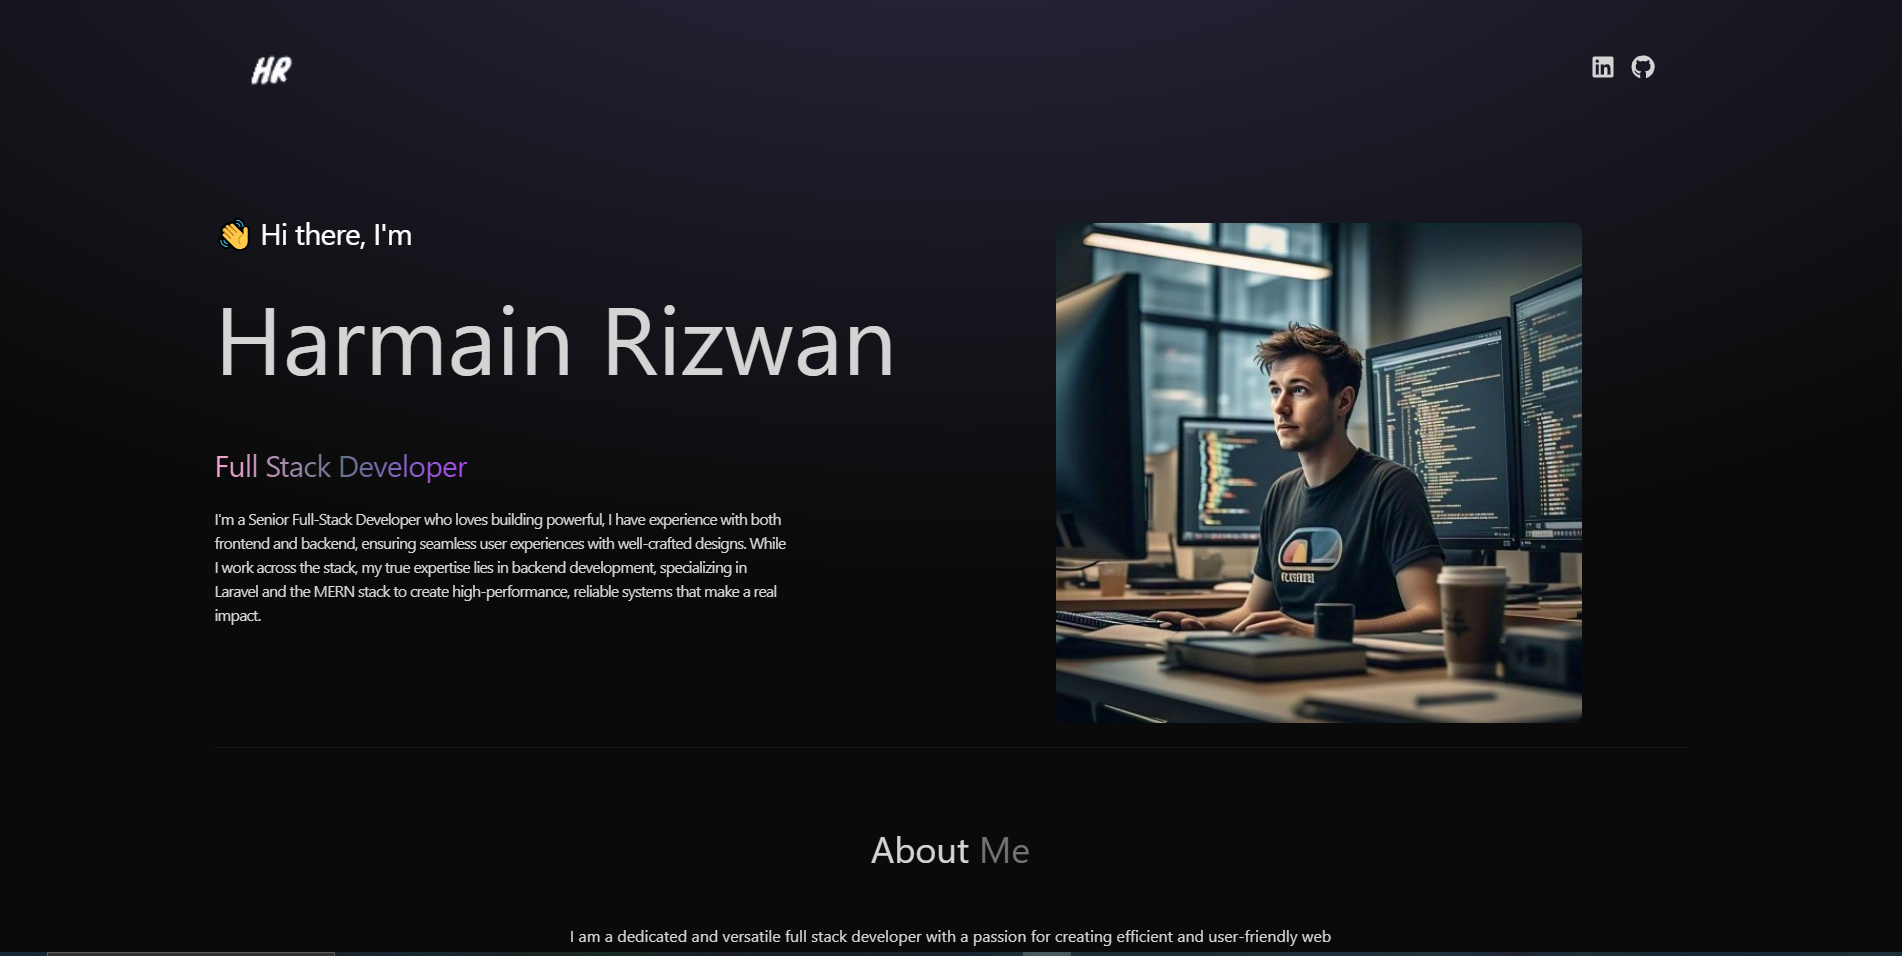 HR
👋 Hi there, I'm
Harmain Rizwan
Full Stack Developer
I'm a Senior Full-Stack Developer who loves building powerful, I have experience with both
frontend and backend, ensuring seamless user experiences with well-crafted designs. While
I work across the stack, my true expertise lies in backend development, specializing in
Laravel and the MERN stack to create high-performance, reliable systems that make a real
impact.
About Me
I am a dedicated and versatile full stack developer with a passion for creating efficient and user-friendly web